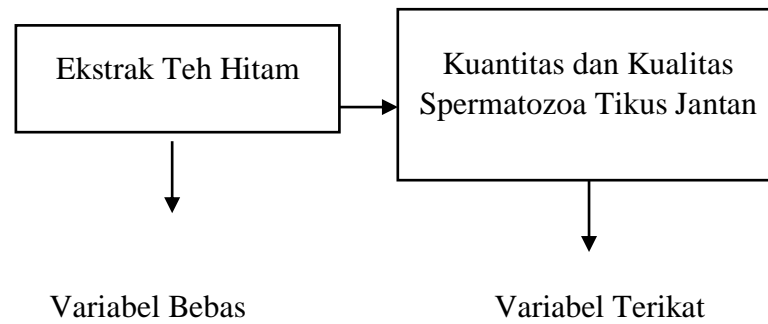 Ekstrak Teh Hitam
Kuantitas dan Kualitas
Spermatozoa Tikus Jantan
Variabel Bebas
Variabel Terikat